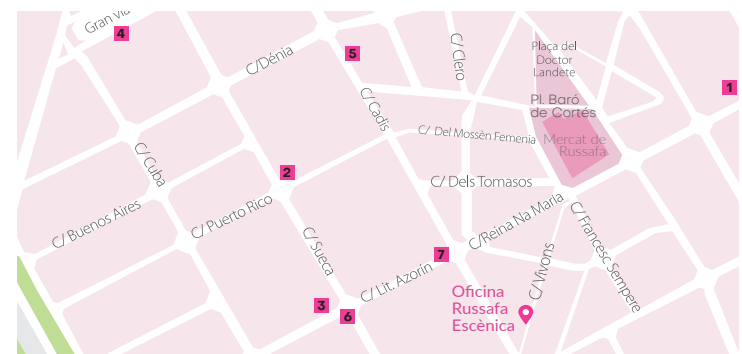 Gran Vía
4
C/Dénia
5
C/ Cadis
C/ Clero
Plaça del
Doctor
Landete
1
Pl. Baró
de Cortés
Mercat de
Russafa
C/ Del Mossèn Femenia
C/ Cuba
2
C/ Dels Tomasos
C/ Buenos Aires
C/ Puerto Rico
C/ Sueca
C/Reina Na Maria
C/ Francesc Sempere
7
C/ Lit. Azorín
C/ Vivons
Oficina
Russafa
Escènica
3
6